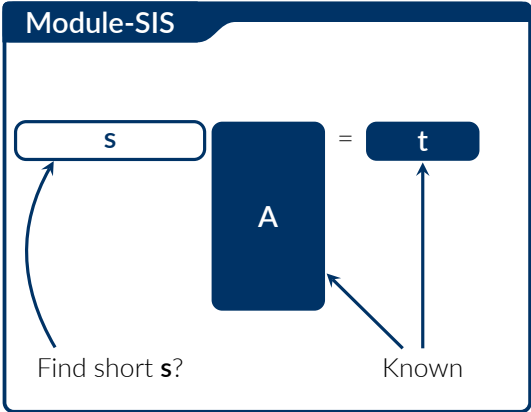 Module-SIS
s = t
A
Find short s? Known